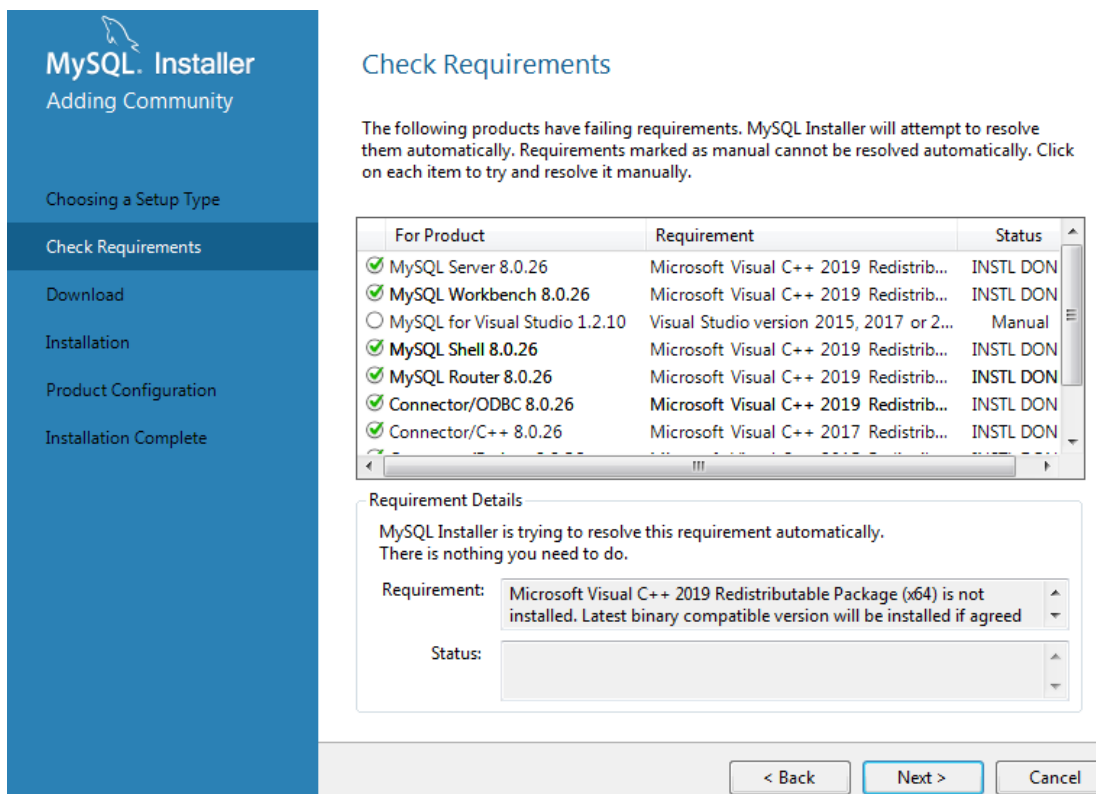 MySQL. Installer
Adding Community
Choosing a Setup Type
Check Requirements
Download
Installation
Product Configuration
Installation Complete
Check Requirements
The following products have failing requirements. MySQL Installer will attempt to resolve
them automatically. Requirements marked as manual cannot be resolved automatically. Click
on each item to try and resolve it manually.
For Product Requirement Status
MySQL Server 8.0.26 Microsoft Visual C++ 2019 Redistrib... INSTL DON
MySQL Workbench 8.0.26 Microsoft Visual C++ 2019 Redistrib... INSTL DON
MySQL for Visual Studio 1.2.10 Visual Studio version 2015, 2017 or 2... Manual
MySQL Shell 8.0.26 Microsoft Visual C++ 2019 Redistrib... INSTL DON
MySQL Router 8.0.26 Microsoft Visual C++ 2019 Redistrib... INSTL DON
Connector/ODBC 8.0.26 Microsoft Visual C++ 2019 Redistrib... INSTL DON
Connector/C++ 8.0.26 Microsoft Visual C++ 2017 Redistrib... INSTL DON
Requirement Details
MySQL Installer is trying to resolve this requirement automatically.
There is nothing you need to do.
Requirement: Microsoft Visual C++ 2019 Redistributable Package (x64) is not
installed. Latest binary compatible version will be installed if agreed
Status:
< Back Next > Cancel